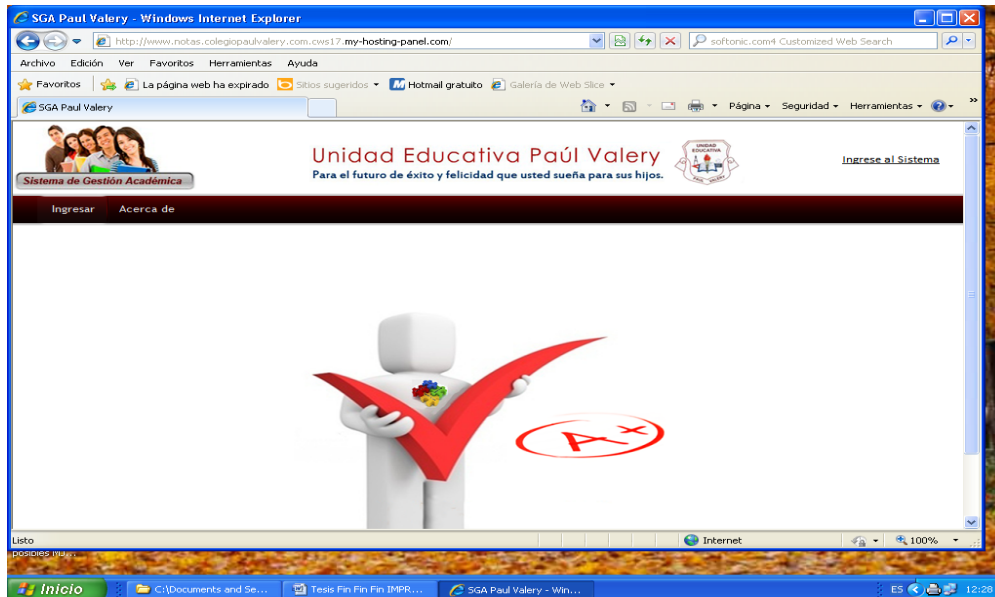 SGA Paul Valery - Windows Internet Explorer
http://www.notas.colegiopaulvalery.com.cws17.my-hosting-panel.com/
softonic.com4 Customized Web Search
Archivo Edición Ver Favoritos Herramientas Ayuda
Favoritos La página web ha expirado Sitios sugeridos Hotmail gratuito Galería de Web Slice
SGA Paul Valery
Página Seguridad Herramientas
Unidad Educativa Paúl Valery
Para el futuro de éxito y felicidad que usted sueña para sus hijos.
UNIDAD
EDUCATIVA
PAUL VALERY
Ingrese al Sistema
Sistema de Gestión Académica
Ingresar Acerca de
A+
Listo Internet 100%
posibles
Inicio C:\Documents and Se... Tesis Fin Fin Fin IMPR... SGA Paul Valery - Win... ES 12:28